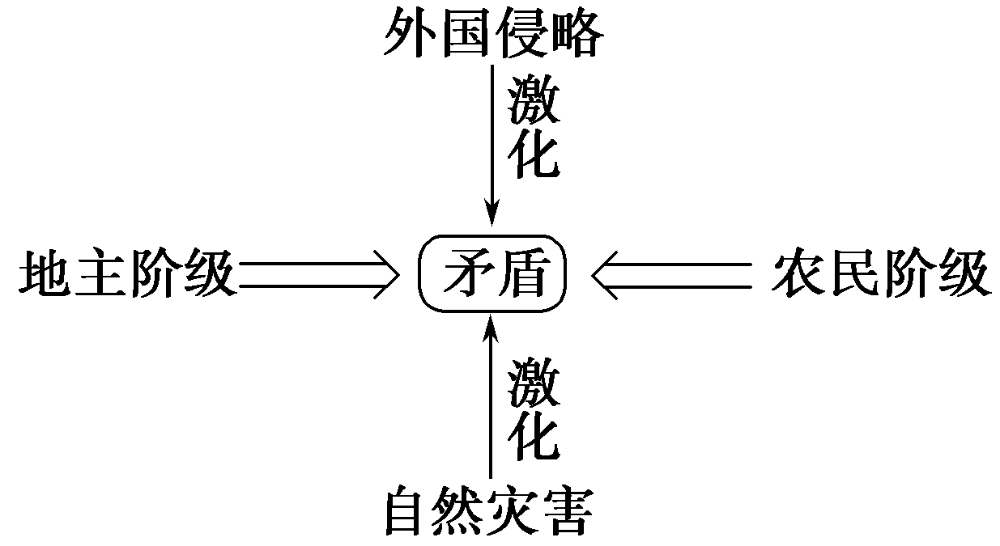 外国侵略
激化
地主阶级
矛盾
农民阶级
激化
自然灾害